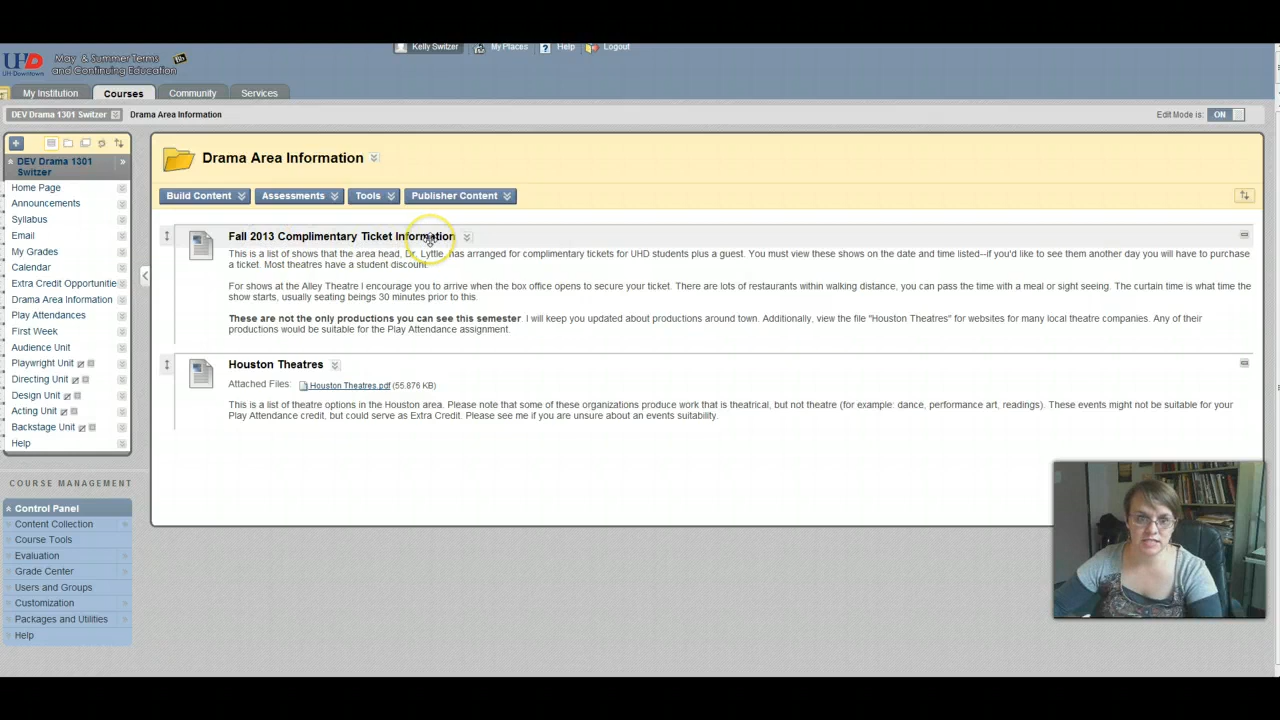 Kelly Switzer My Places Help Logout
UHD May & Summer Terms
UH-Downtown and Continuing Education
My Institution Courses Community Services
DEV Drama 1301 Switzer Drama Area Information Edit Mode is: ON
DEV Drama 1301
Switzer
Home Page
Announcements
Syllabus
Email
My Grades
Calendar
Extra Credit Opportunitie
Drama Area Information
Play Attendances
First Week
Audience Unit
Playwright Unit
Directing Unit
Design Unit
Acting Unit
Backstage Unit
Help
COURSE MANAGEMENT
Control Panel
Content Collection
Course Tools
Evaluation
Grade Center
Users and Groups
Customization
Packages and Utilities
Help
Drama Area Information
Build Content Assessments Tools Publisher Content
Fall 2013 Complimentary Ticket Information
This is a list of shows that the area head, Dr. Lyttle, has arranged for complimentary tickets for UHD students plus a guest. You must view these shows on the date and time listed--if you'd like to see them another day you will have to purchase
a ticket. Most theatres have a student discount.
For shows at the Alley Theatre I encourage you to arrive when the box office opens to secure your ticket. There are lots of restaurants within walking distance, you can pass the time with a meal or sight seeing. The curtain time is what time the
show starts, usually seating beings 30 minutes prior to this.
These are not the only productions you can see this semester. I will keep you updated about productions around town. Additionally, view the file "Houston Theatres" for websites for many local theatre companies. Any of their
productions would be suitable for the Play Attendance assignment.
Houston Theatres
Attached Files: Houston Theatres.pdf (55.876 KB)
This is a list of theatre options in the Houston area. Please note that some of these organizations produce work that is theatrical, but not theatre (for example: dance, performance art, readings). These events might not be suitable for your
Play Attendance credit, but could serve as Extra Credit. Please see me if you are unsure about an events suitability.